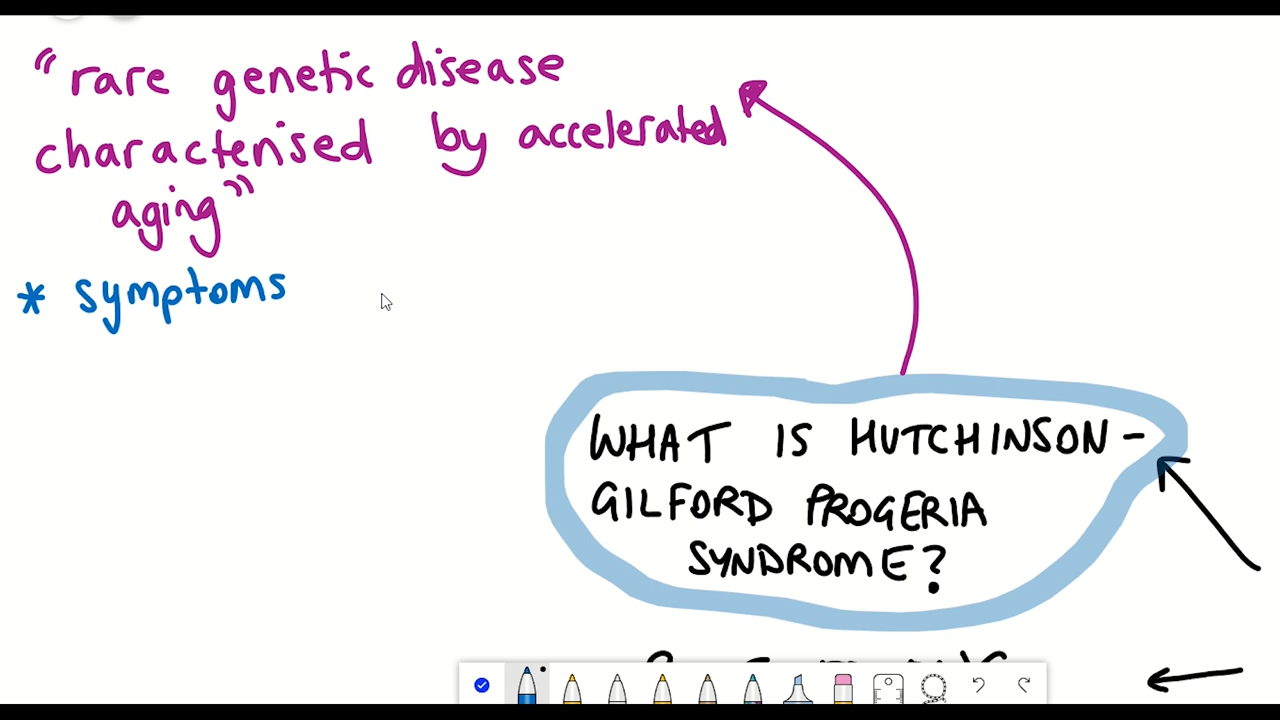 "rare genetic disease
characterised by accelerated
aging"
* symptoms
WHAT IS HUTCHINSON-
GILFORD PROGERIA
SYNDROME?